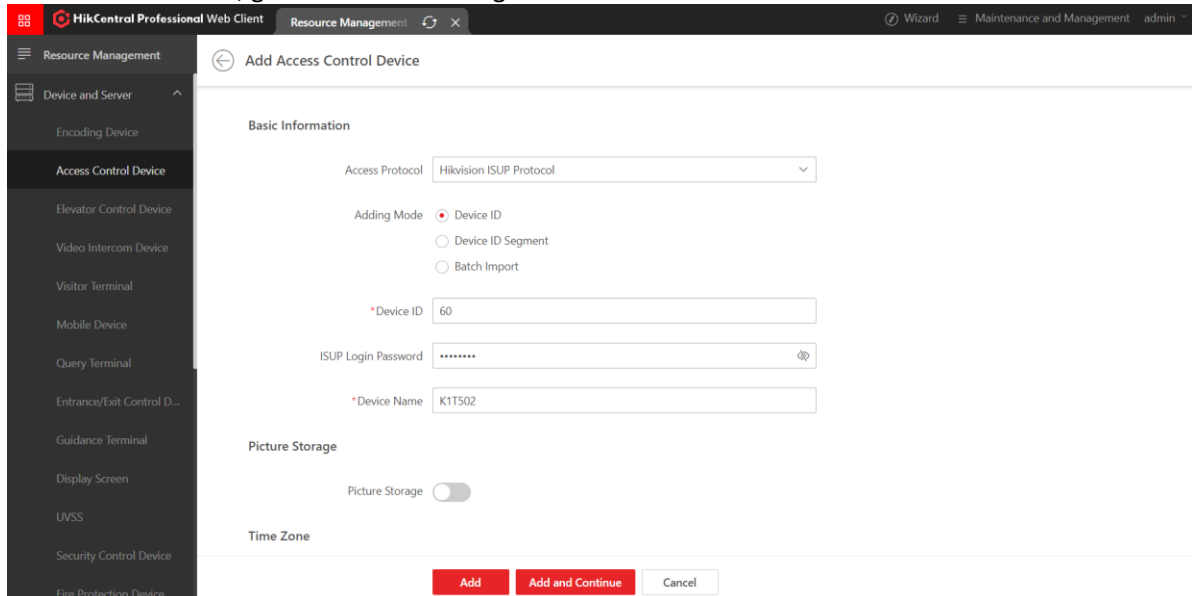 HikCentral Professional Web Client
Resource Management
Wizard
Maintenance and Management
admin
Resource Management
Add Access Control Device
Device and Server
Encoding Device
Access Control Device
Elevator Control Device
Video Intercom Device
Visitor Terminal
Mobile Device
Query Terminal
Entrance/Exit Control D...
Guidance Terminal
Display Screen
UVSS
Security Control Device
Fire Protection Device
Basic Information
Access Protocol Hikvision ISUP Protocol
Adding Mode Device ID
Device ID Segment
Batch Import
*Device ID 60
ISUP Login Password ••••••••
*Device Name K1T502
Picture Storage
Picture Storage
Time Zone
Add Add and Continue Cancel